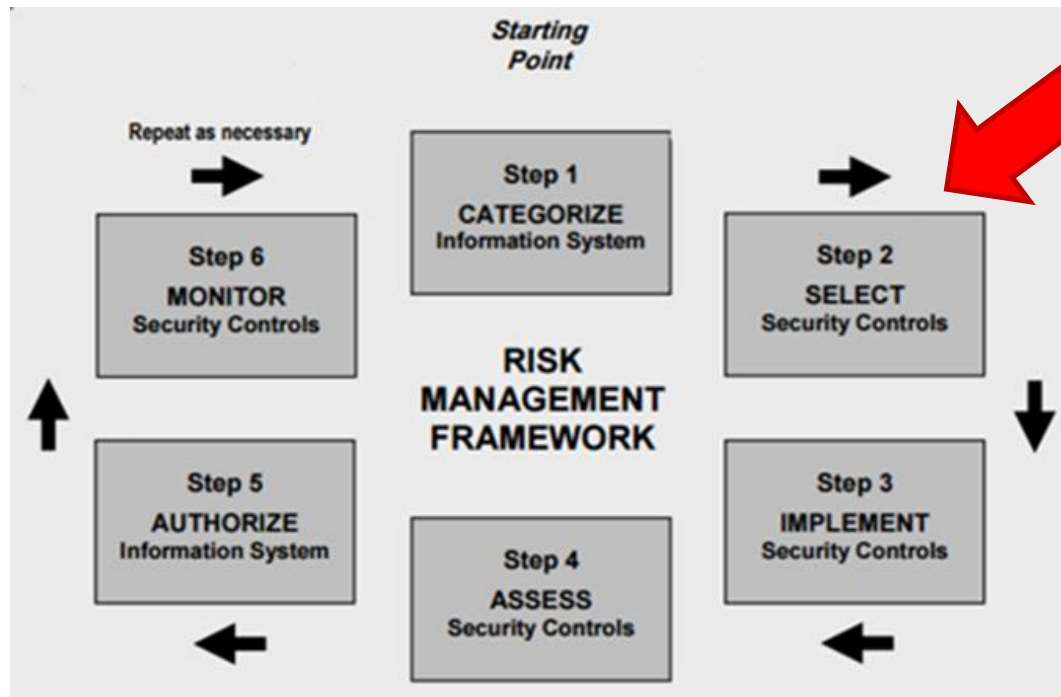 Starting
Point
Repeat as necessary
Step 1
CATEGORIZE
Information System
Step 2
SELECT
Security Controls
Step 3
IMPLEMENT
Security Controls
Step 4
ASSESS
Security Controls
Step 5
AUTHORIZE
Information System
Step 6
MONITOR
Security Controls
RISK
MANAGEMENT
FRAMEWORK